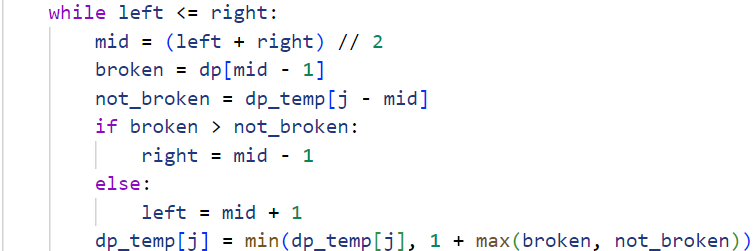 while left <= right:
    mid = (left + right) // 2
    broken = dp[mid - 1]
    not_broken = dp_temp[j - mid]
    if broken > not_broken:
        right = mid - 1
    else:
        left = mid + 1
    dp_temp[j] = min(dp_temp[j], 1 + max(broken, not_broken))